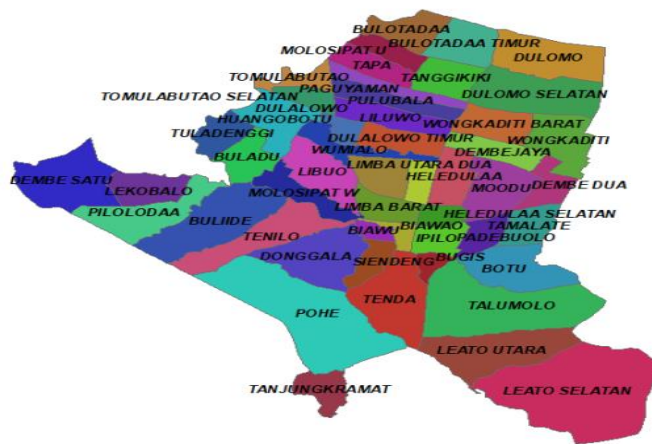 BULOTADAA
BULOTADAA TIMUR
MOLOSIPAT U
DULOMO
TAPA
TOMULABUTAO
TANGGIKIKI
PAGUYAMAN
TOMULABUTAO SELATAN
DULOMO SELATAN
PULUBALA
DULALOWO
HUANGOBOTU
LILUWO
WONGKADITI BARAT
TULADENGGI
DULALOWO TIMUR
WONGKADITI
WUMIALO
DEMBEJAYA
BULADU
LIMBA UTARA DUA
LIBUO
HELEDULAA
DEMBE SATU
LEKOBALO
MOLOSIPAT W
MOODU
DEMBE DUA
PILOLODAA
LIMBA BARAT
HELEDULAA SELATAN
BULIIDE
BIAWAO
TAMALATE
BIAWU
TENILO
IPILO
PADEBUOLO
DONGGALA
SIENDENG
BUGIS
BOTU
TENDA
TALUMOLO
POHE
LEATO UTARA
TANJUNGKRAMAT
LEATO SELATAN